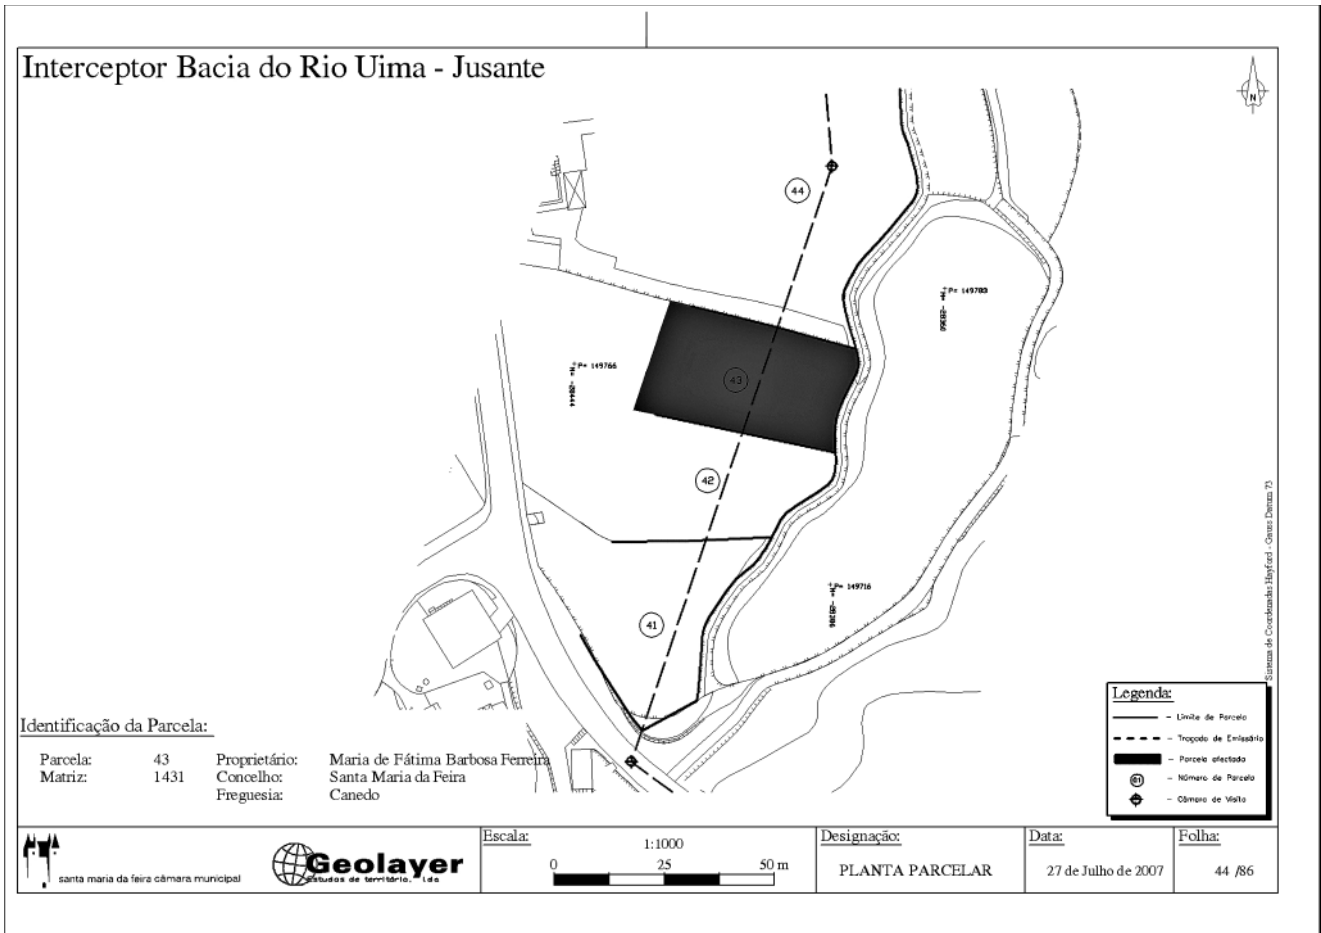 Interceptor Bacia do Rio Uima - Jusante
N
44
P= 149783
M= -28360
P= 149766
M= -28444
43
42
P= 149716
M= -28386
41
Sistema de Coordenadas Hayford - Gauss Datum 73
Legenda:
- Limite de Parcela
- Traçado de Emissário
- Parcela afectada
01 - Número de Parcela
- Câmara de Visita
Identificação da Parcela:
Parcela: 43 Proprietário: Maria de Fátima Barbosa Ferreira
Matriz: 1431 Concelho: Santa Maria da Feira
Freguesia: Canedo
santa maria da feira câmara municipal
Geolayer
Estudos de território, lda
Escala:
1:1000
0 25 50 m
Designação:
PLANTA PARCELAR
Data:
27 de Julho de 2007
Folha:
44 /86